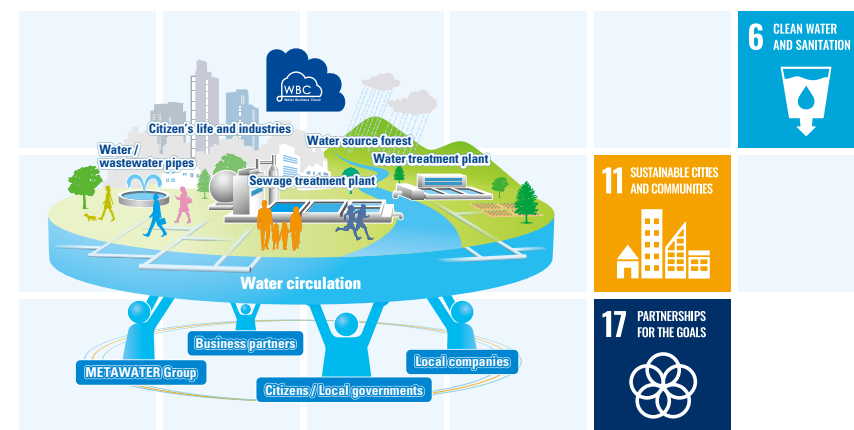 WBC
Water Business Cloud
Citizen's life and industries
Water source forest
Water /
wastewater pipes
Water treatment plant
Sewage treatment plant
Water circulation
Business partners
METAWATER Group
Local companies
Citizens / Local governments
6 CLEAN WATER
AND SANITATION
11 SUSTAINABLE CITIES
AND COMMUNITIES
17 PARTNERSHIPS
FOR THE GOALS